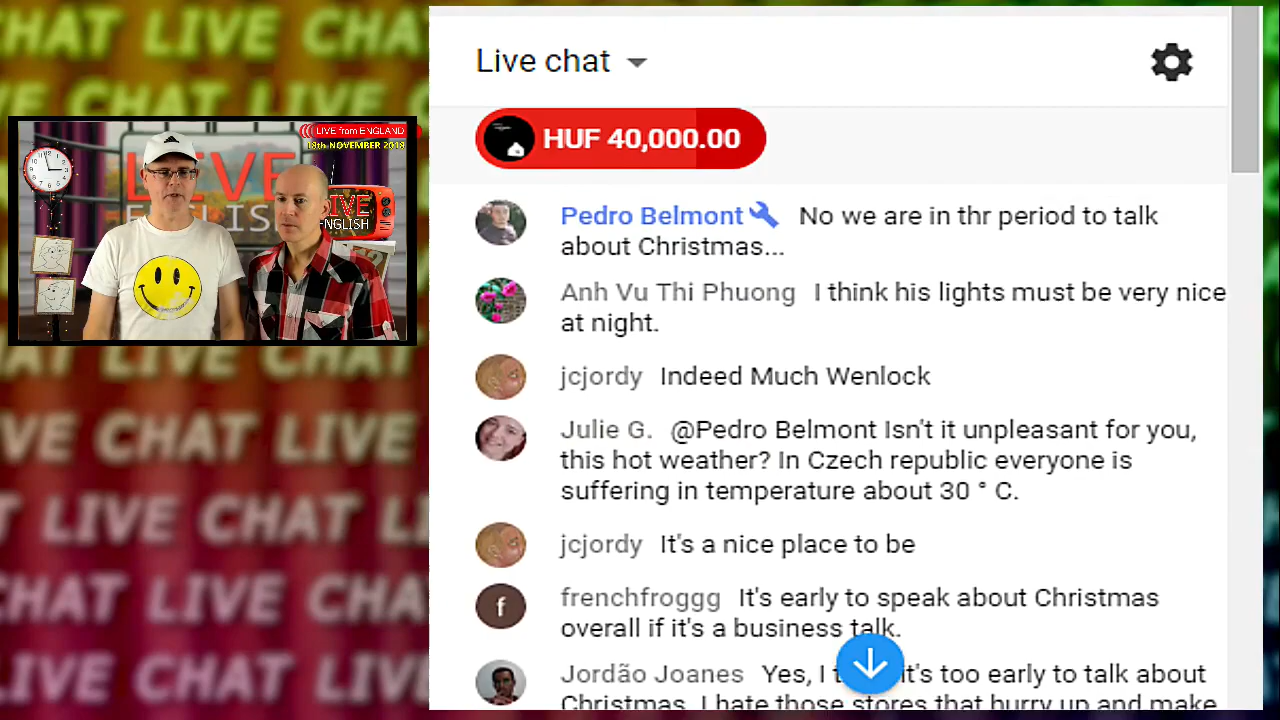 CHAT LIVE CHAT
LIVE from ENGLAND
18th NOVEMBER 2018
LIVE
ENGLISH
LIVE
ENGLISH
Live chat
HUF 40,000.00
Pedro Belmont No we are in thr period to talk
about Christmas...
Anh Vu Thi Phuong I think his lights must be very nice
at night.
jcjordy Indeed Much Wenlock
Julie G. @Pedro Belmont Isn't it unpleasant for you,
this hot weather? In Czech republic everyone is
suffering in temperature about 30 ° C.
jcjordy It's a nice place to be
f
frenchfroggg It's early to speak about Christmas
overall if it's a business talk.
Jordão Joanes Yes, I it's too early to talk about
Christmas. I hate those stores that hurry up and make
LIVE CHAT LIVE
CHAT LIVE CHAT
LIVE CHAT LIVE